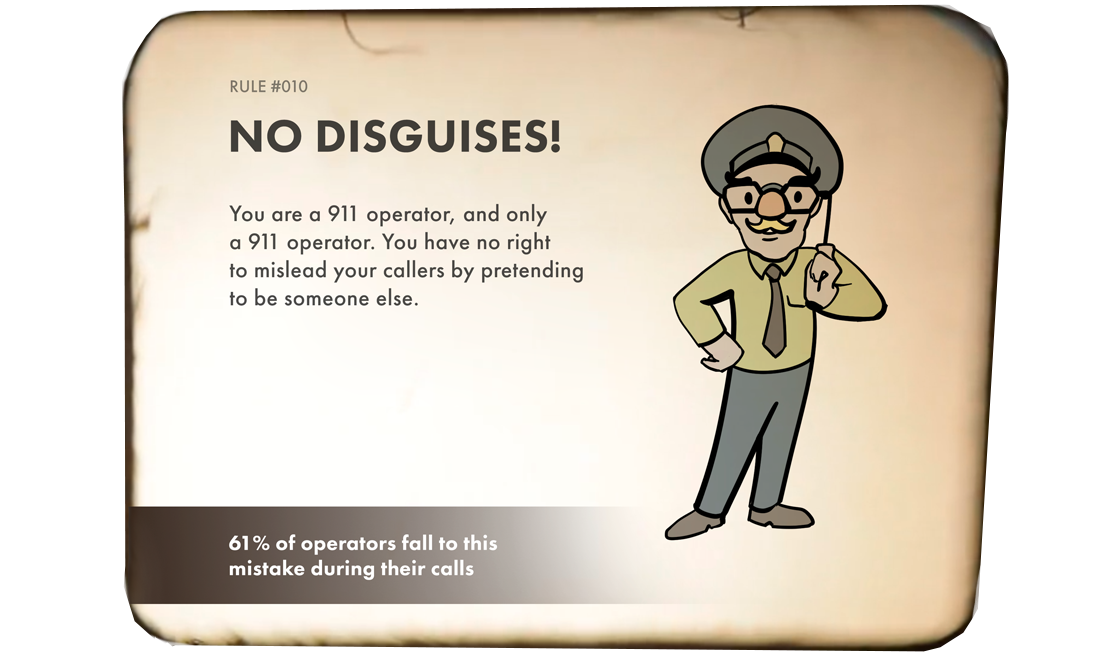 RULE #010
NO DISGUISES!
You are a 911 operator, and only
a 911 operator. You have no right
to mislead your callers by pretending
to be someone else.
61% of operators fall to this
mistake during their calls